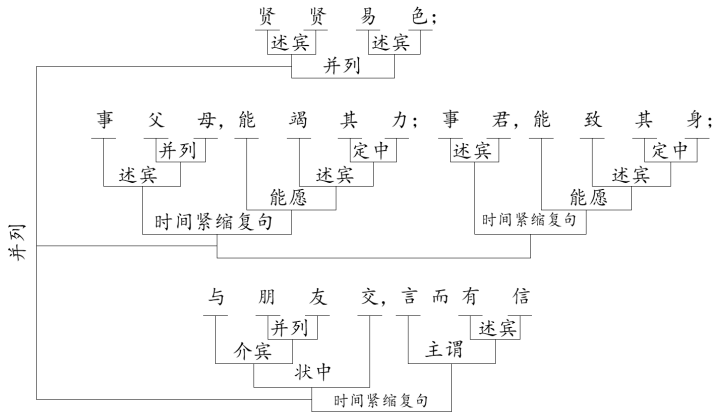 贤 贤 易 色；
述宾 述宾
并列
事 父 母，能 竭 其 力；事 君，能 致 其 身；
并列 定中 述宾 定中
述宾 述宾 述宾
能愿 能愿
时间紧缩复句 时间紧缩复句
并列
与 朋 友 交，言 而 有 信
并列 述宾
介宾 主谓
状中
时间紧缩复句